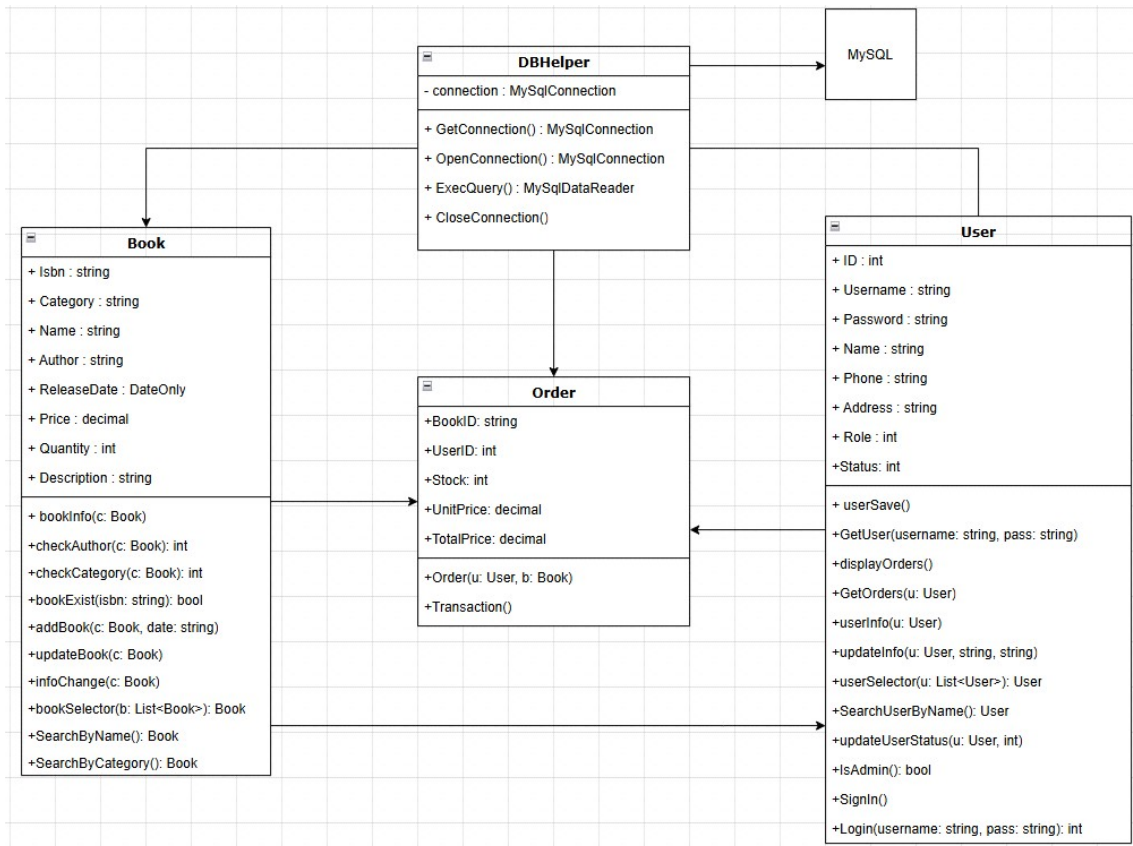 MySQL
DBHelper
- connection : MySqlConnection
+ GetConnection() : MySqlConnection
+ OpenConnection() : MySqlConnection
+ ExecQuery() : MySqlDataReader
+ CloseConnection()
Book
+ Isbn : string
+ Category : string
+ Name : string
+ Author : string
+ ReleaseDate : DateOnly
+ Price : decimal
+ Quantity : int
+ Description : string
+ bookInfo(c: Book)
+checkAuthor(c: Book): int
+checkCategory(c: Book): int
+bookExist(isbn: string): bool
+addBook(c: Book, date: string)
+updateBook(c: Book)
+infoChange(c: Book)
+bookSelector(b: List<Book>): Book
+SearchByName(): Book
+SearchByCategory(): Book
Order
+BookID: string
+UserID: int
+Stock: int
+UnitPrice: decimal
+TotalPrice: decimal
+Order(u: User, b: Book)
+Transaction()
User
+ ID : int
+ Username : string
+ Password : string
+ Name : string
+ Phone : string
+ Address : string
+ Role : int
+Status: int
+ userSave()
+GetUser(username: string, pass: string)
+displayOrders()
+GetOrders(u: User)
+userInfo(u: User)
+updateInfo(u: User, string, string)
+userSelector(u: List<User>): User
+SearchUserByName(): User
+updateUserStatus(u: User, int)
+IsAdmin(): bool
+SignIn()
+Login(username: string, pass: string): int